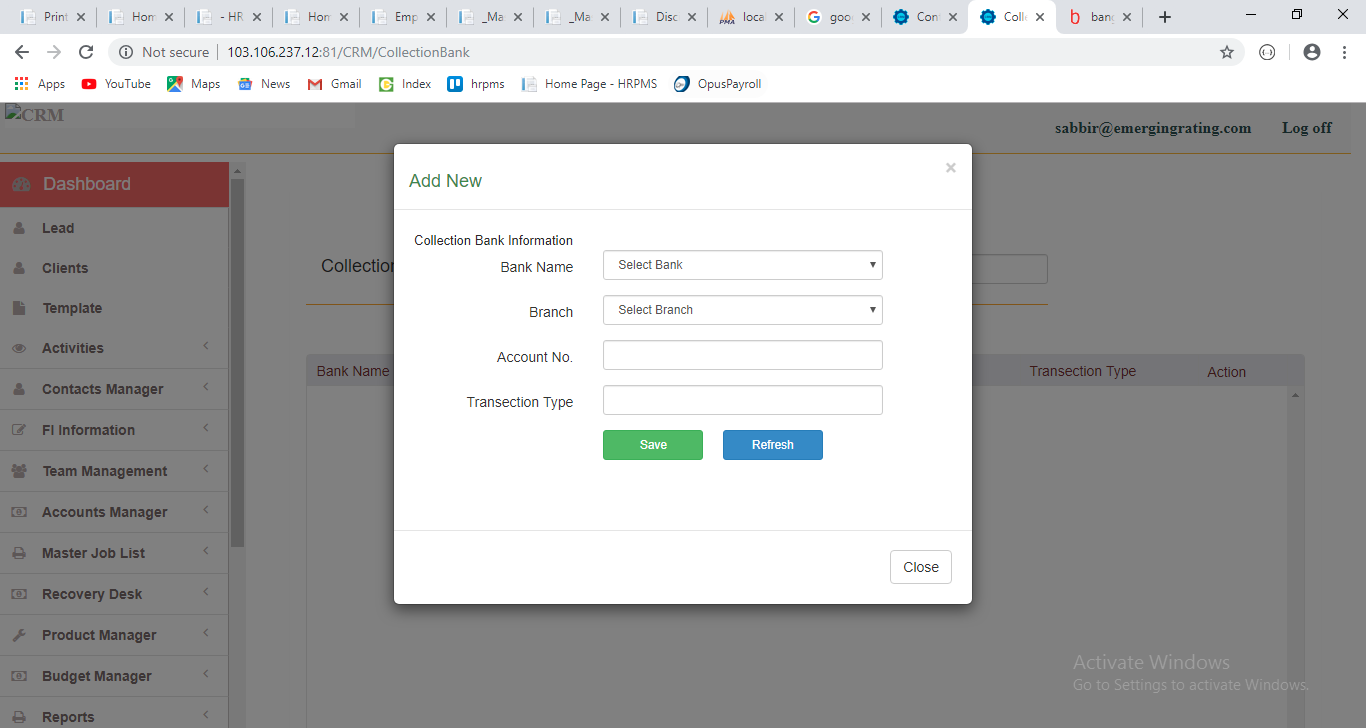 Print
Hom
- HR
Hom
Emp
_Ma
_Ma
Disc
local
goo
Con
Coll
bang
Not secure
103.106.237.12:81/CRM/CollectionBank
Apps
YouTube
Maps
News
Gmail
Index
hrpms
Home Page - HRPMS
OpusPayroll
CRM
sabbir@emergingrating.com
Log off
Dashboard
Lead
Clients
Template
Activities
Contacts Manager
FI Information
Team Management
Accounts Manager
Master Job List
Recovery Desk
Product Manager
Budget Manager
Reports
Collection
Bank Name
Transection Type
Action
Add New
×
Collection Bank Information
Bank Name
Select Bank
Branch
Select Branch
Account No.
Transection Type
Save
Refresh
Close
Activate Windows
Go to Settings to activate Windows.